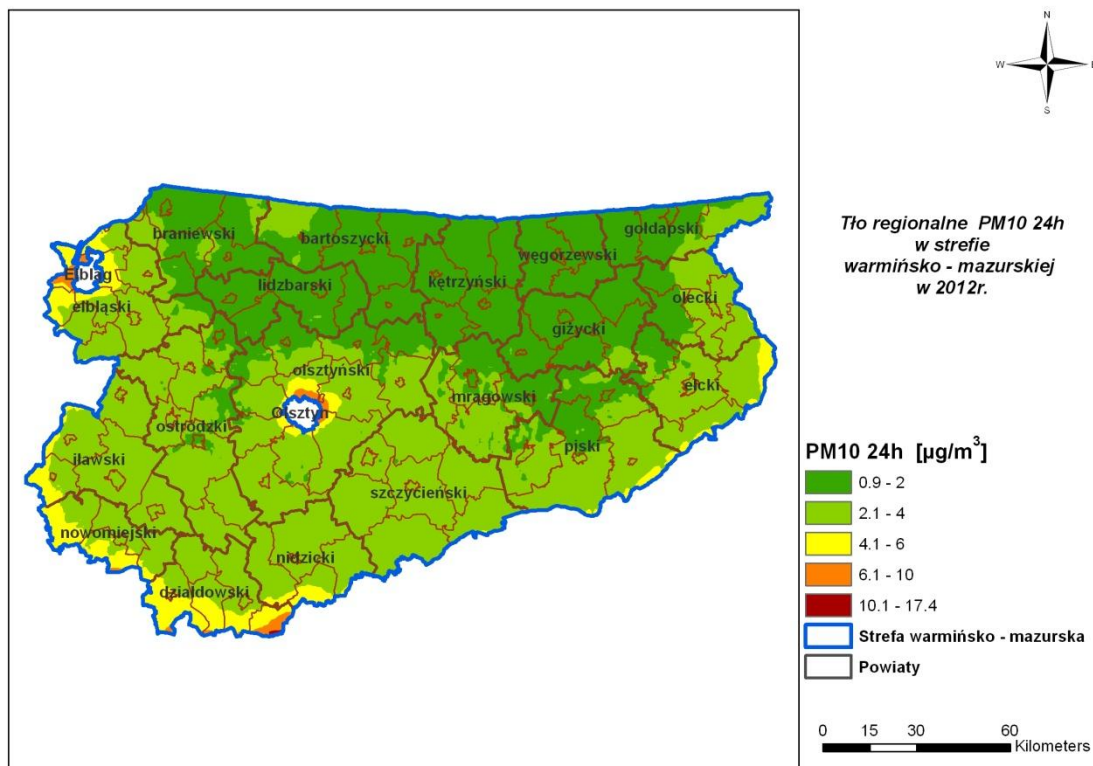 N
W E
S
Tło regionalne PM10 24h
w strefie
warmińsko - mazurskiej
w 2012r.
braniewski
bartoszycki
gołdapski
węgorzewski
Elbląg
lidzbarski
kętrzyński
olecki
elbląski
giżycki
olsztyński
ełcki
mrągowski
Olsztyn
ostródzki
piski
iławski
szczycieński
nowomiejski
nidzicki
działdowski
PM10 24h [µg/m³]
0.9 - 2
2.1 - 4
4.1 - 6
6.1 - 10
10.1 - 17.4
Strefa warmińsko - mazurska
Powiaty
0 15 30 60
Kilometers